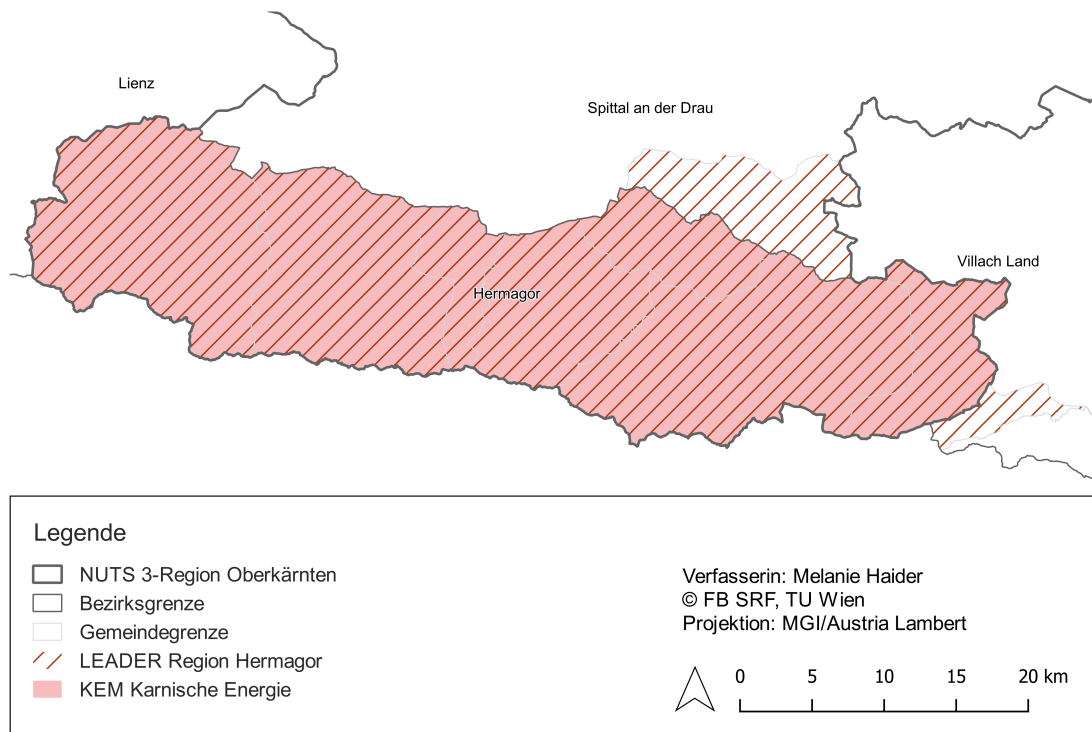 Lienz
Spittal an der Drau
Villach Land
Hermagor
Legende
NUTS 3-Region Oberkärnten
Bezirksgrenze
Gemeindegrenze
LEADER Region Hermagor
KEM Karnische Energie
Verfasserin: Melanie Haider
© FB SRF, TU Wien
Projektion: MGI/Austria Lambert
0 5 10 15 20 km